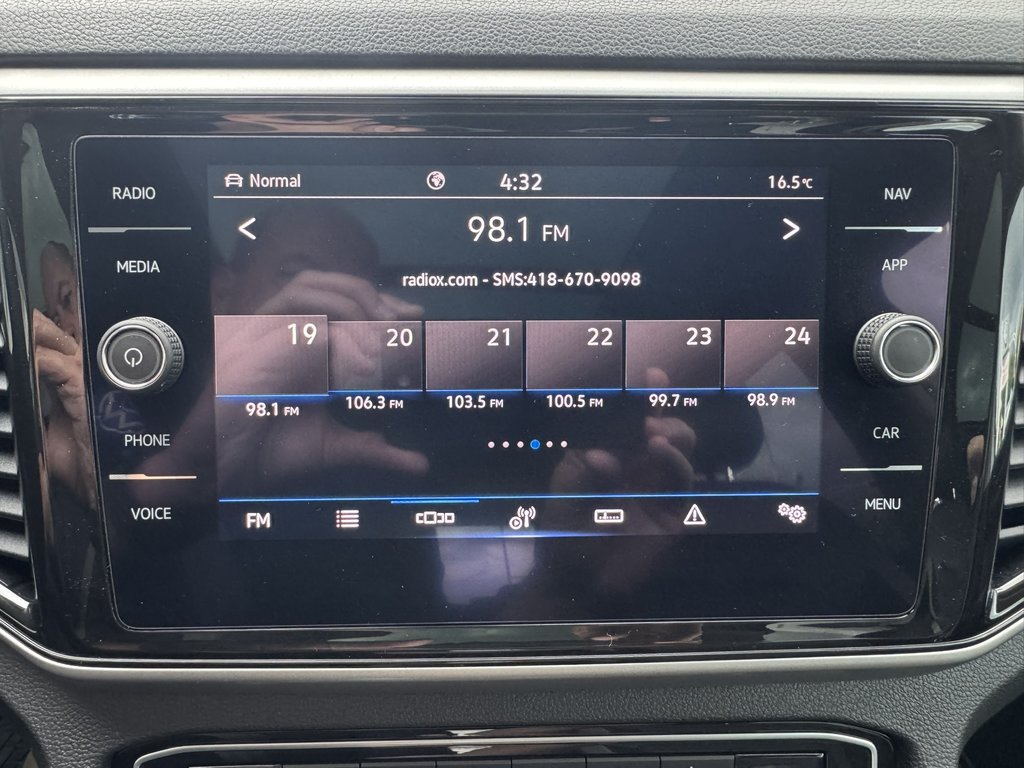 RADIO
MEDIA
PHONE
VOICE
Normal 4:32 16.5°C
98.1 FM
radiox.com - SMS:418-670-9098
19 20 21 22 23 24
98.1 FM 106.3 FM 103.5 FM 100.5 FM 99.7 FM 98.9 FM
FM
NAV
APP
CAR
MENU